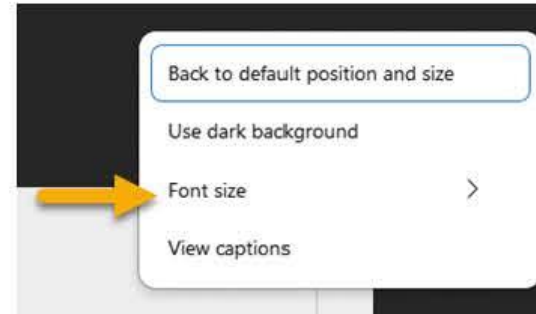 Back to default position and size
Use dark background
Font size
View captions